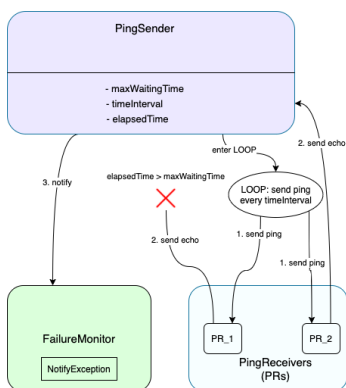 PingSender
- maxWaitingTime
- timeInterval
- elapsedTime
2. send echo
enter LOOP
elapsedTime > maxWaitingTime
3. notify
LOOP: send ping
every timeInterval
1. send ping
2. send echo
1. send ping
FailureMonitor
NotifyException
PR_1
PR_2
PingReceivers
(PRs)